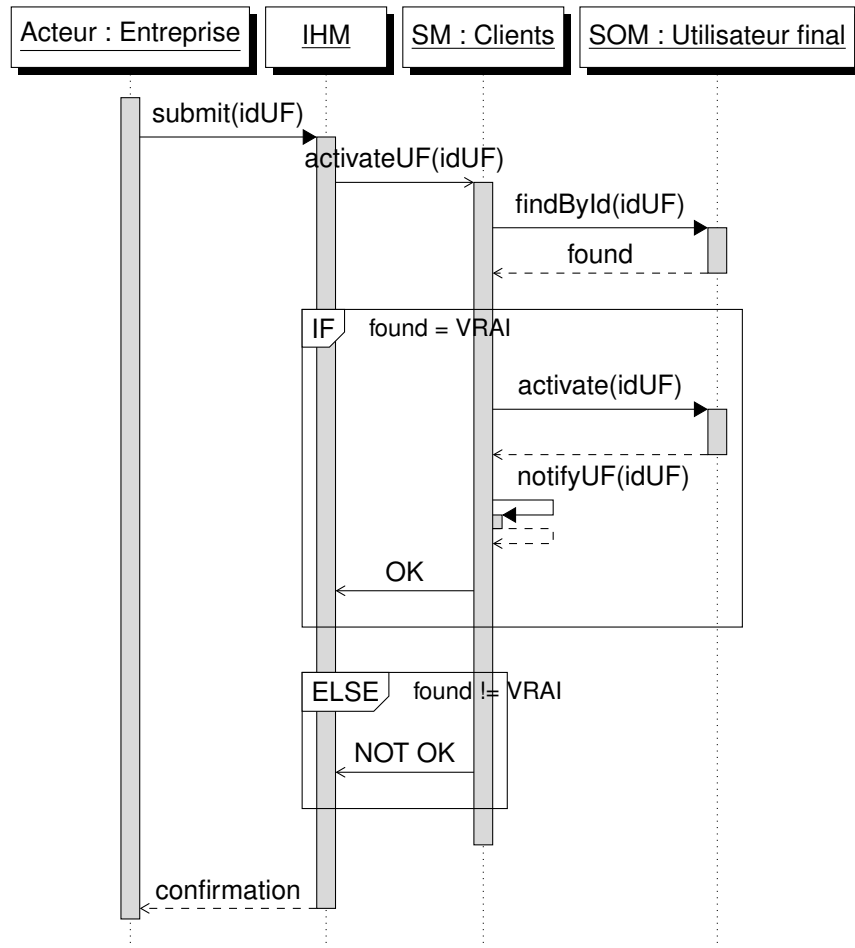 Acteur : Entreprise
IHM
SM : Clients
SOM : Utilisateur final
submit(idUF)
activateUF(idUF)
findById(idUF)
found
IF
found = VRAI
activate(idUF)
notifyUF(idUF)
OK
ELSE
found != VRAI
NOT OK
confirmation